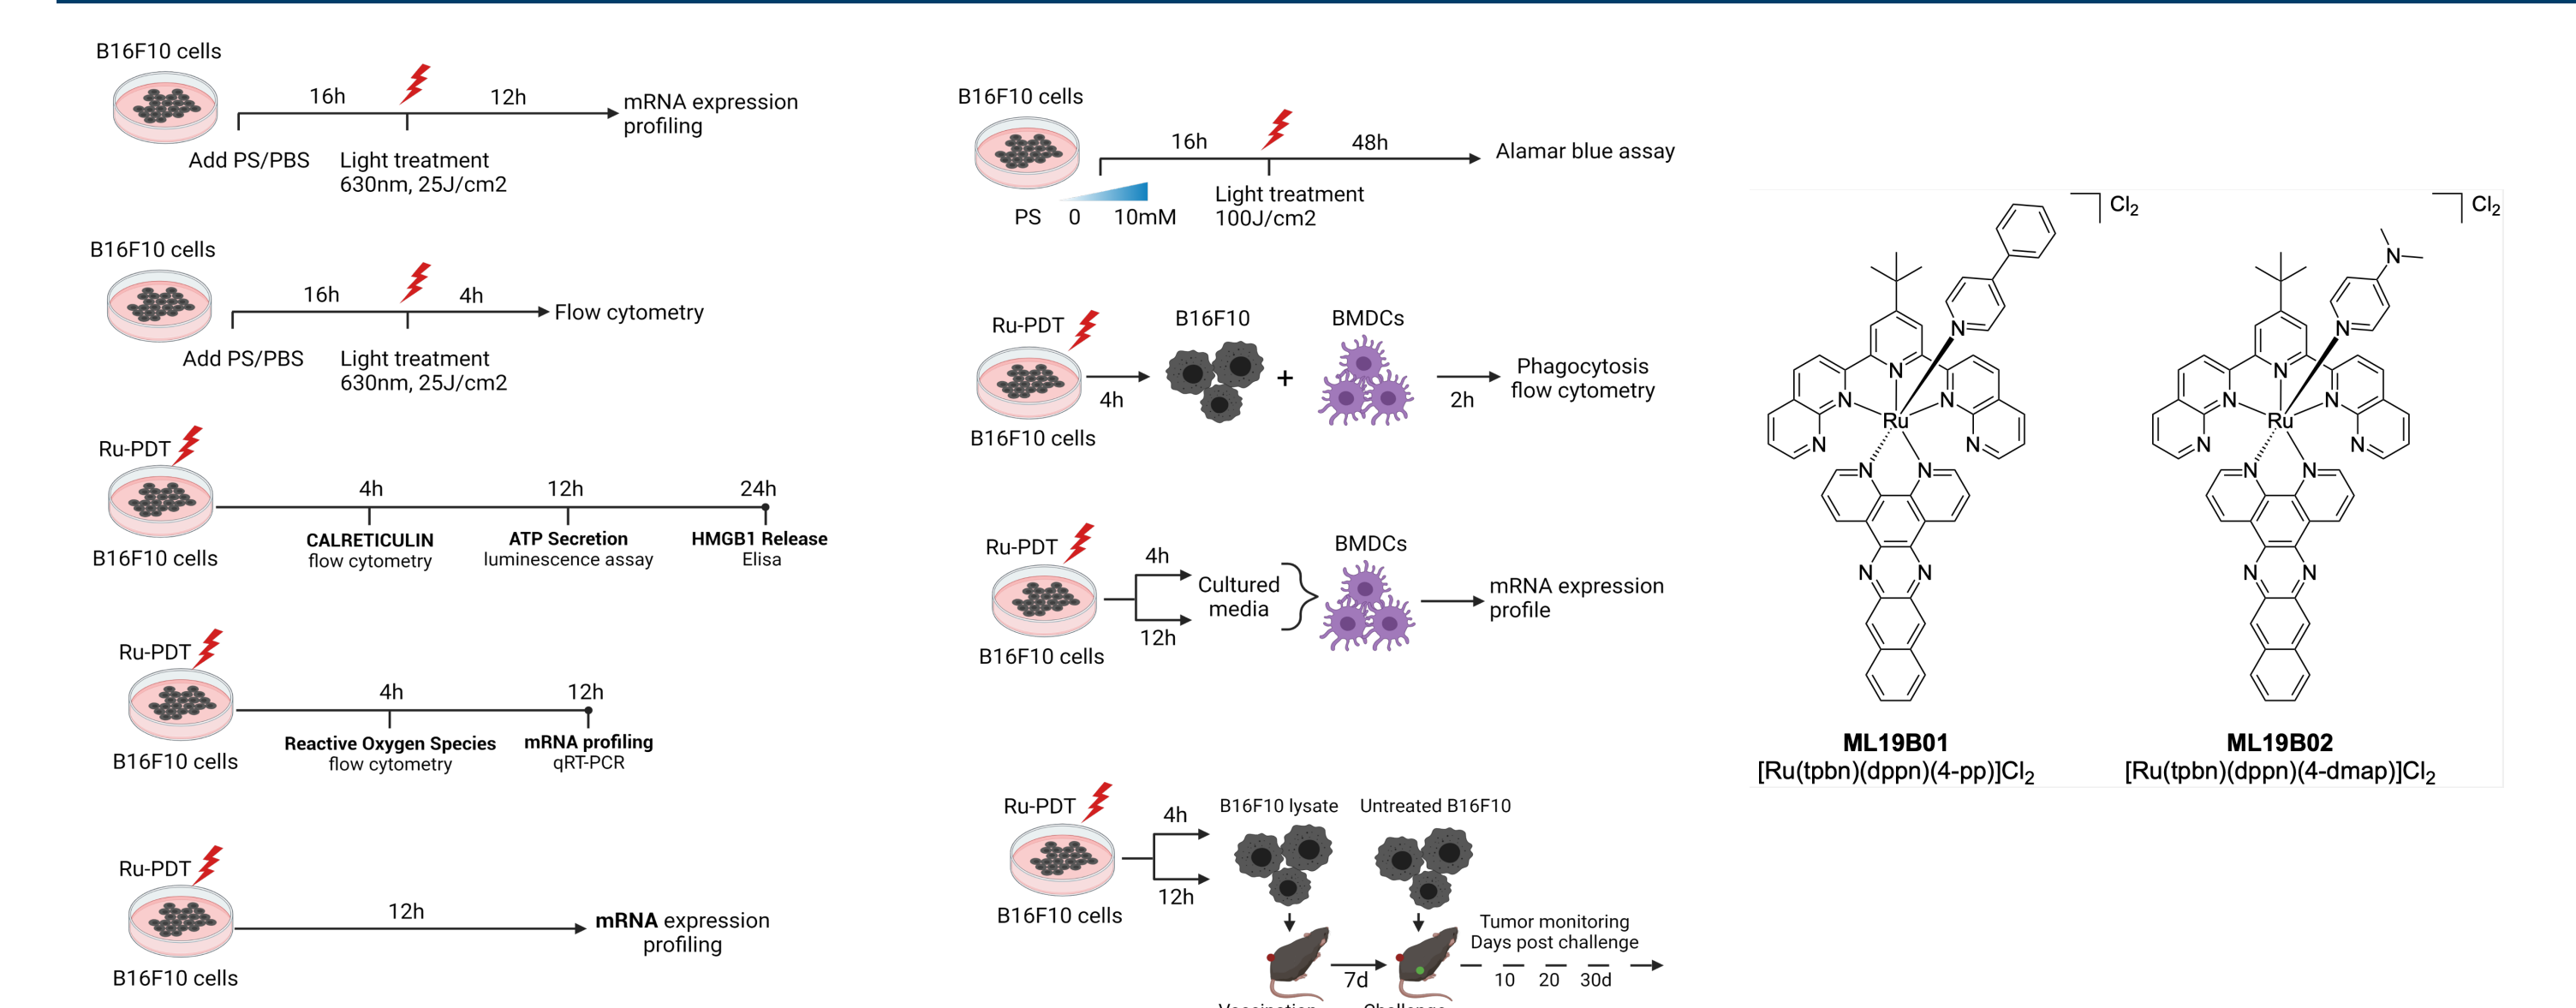 B16F10 cells
16h
12h
mRNA expression
profiling
Add PS/PBS
Light treatment
630nm, 25J/cm2
B16F10 cells
16h
4h
Flow cytometry
Add PS/PBS
Light treatment
630nm, 25J/cm2
Ru-PDT
4h
12h
24h
CALRETICULIN
flow cytometry
ATP Secretion
luminescence assay
HMGB1 Release
Elisa
B16F10 cells
Ru-PDT
4h
12h
Reactive Oxygen Species
flow cytometry
mRNA profiling
qRT-PCR
B16F10 cells
Ru-PDT
12h
mRNA expression
profiling
B16F10 cells
B16F10 cells
16h
48h
Alamar blue assay
PS 0 10mM
Light treatment
100J/cm2
Ru-PDT
B16F10
BMDCs
+
4h
2h
Phagocytosis
flow cytometry
B16F10 cells
Ru-PDT
4h
12h
Cultured
media
BMDCs
mRNA expression
profile
B16F10 cells
Ru-PDT
4h
12h
B16F10 lysate
Untreated B16F10
B16F10 cells
7d
Tumor monitoring
Days post challenge
10 20 30d
Vaccination
Challenge
Cl2
N
N
N
N
Ru
N
N
N
N
N
N
ML19B01
[Ru(tpbn)(dppn)(4-pp)]Cl2
Cl2
N
N
N
N
N
Ru
N
N
N
N
N
N
ML19B02
[Ru(tpbn)(dppn)(4-dmap)]Cl2